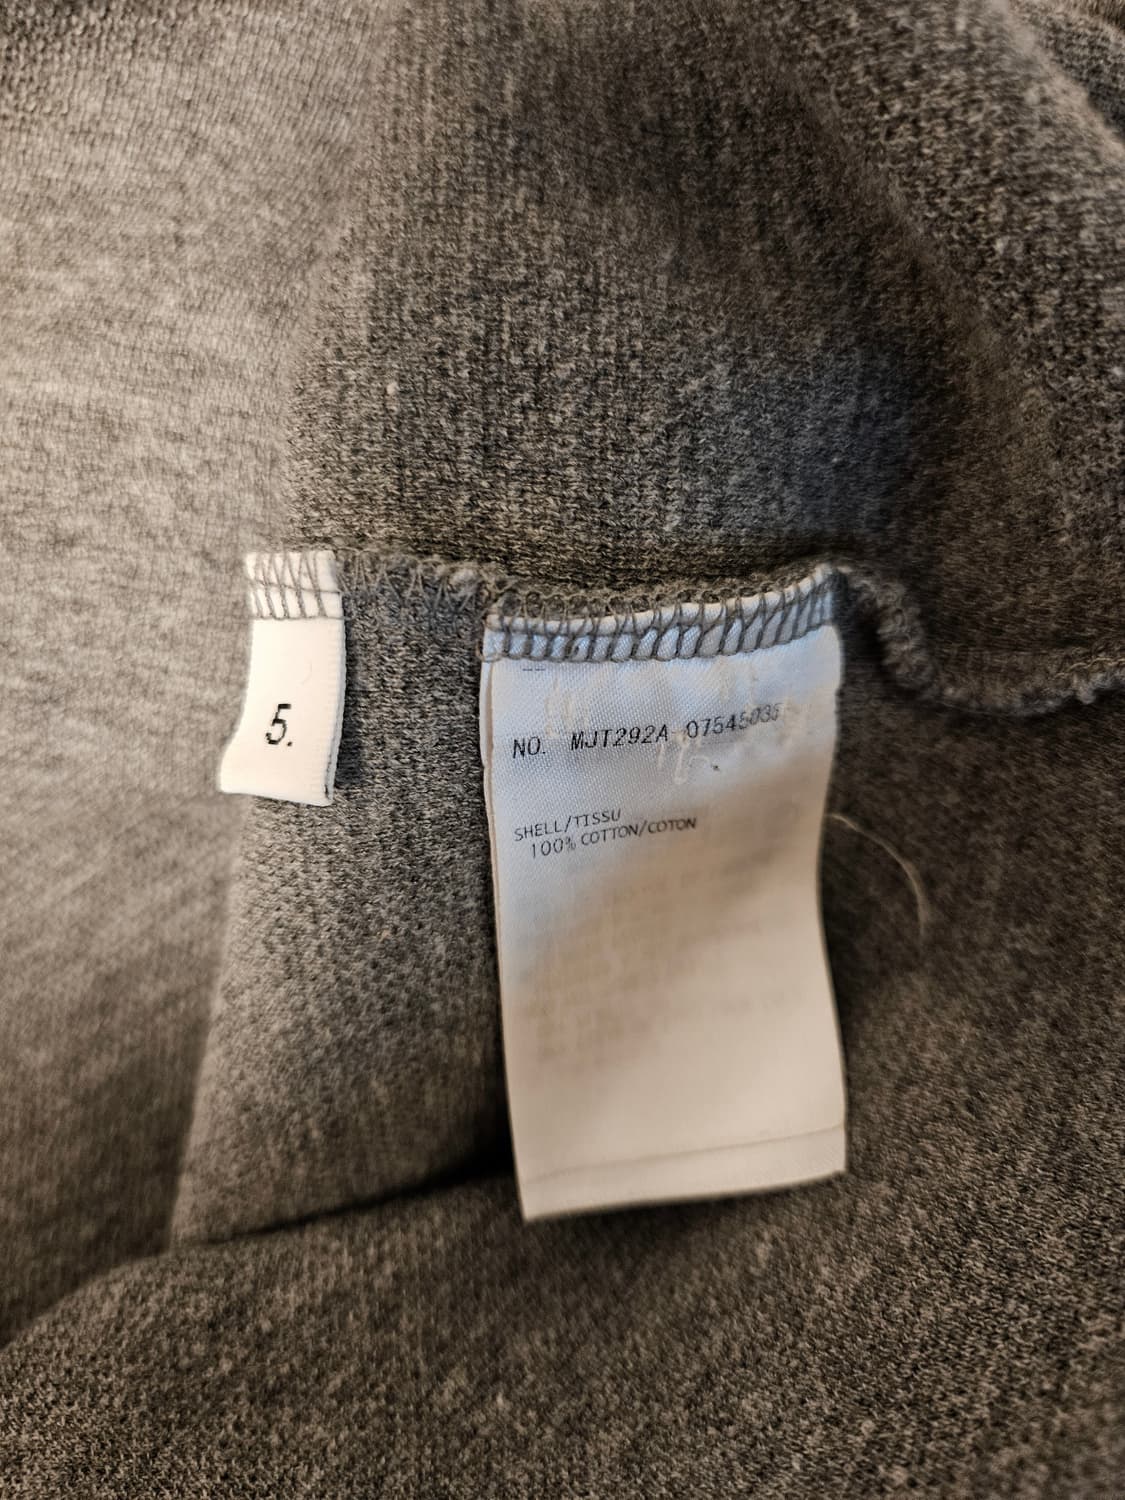 5.
NO. MJT292A 07545035
SHELL/TISSU
100% COTTON/COTON